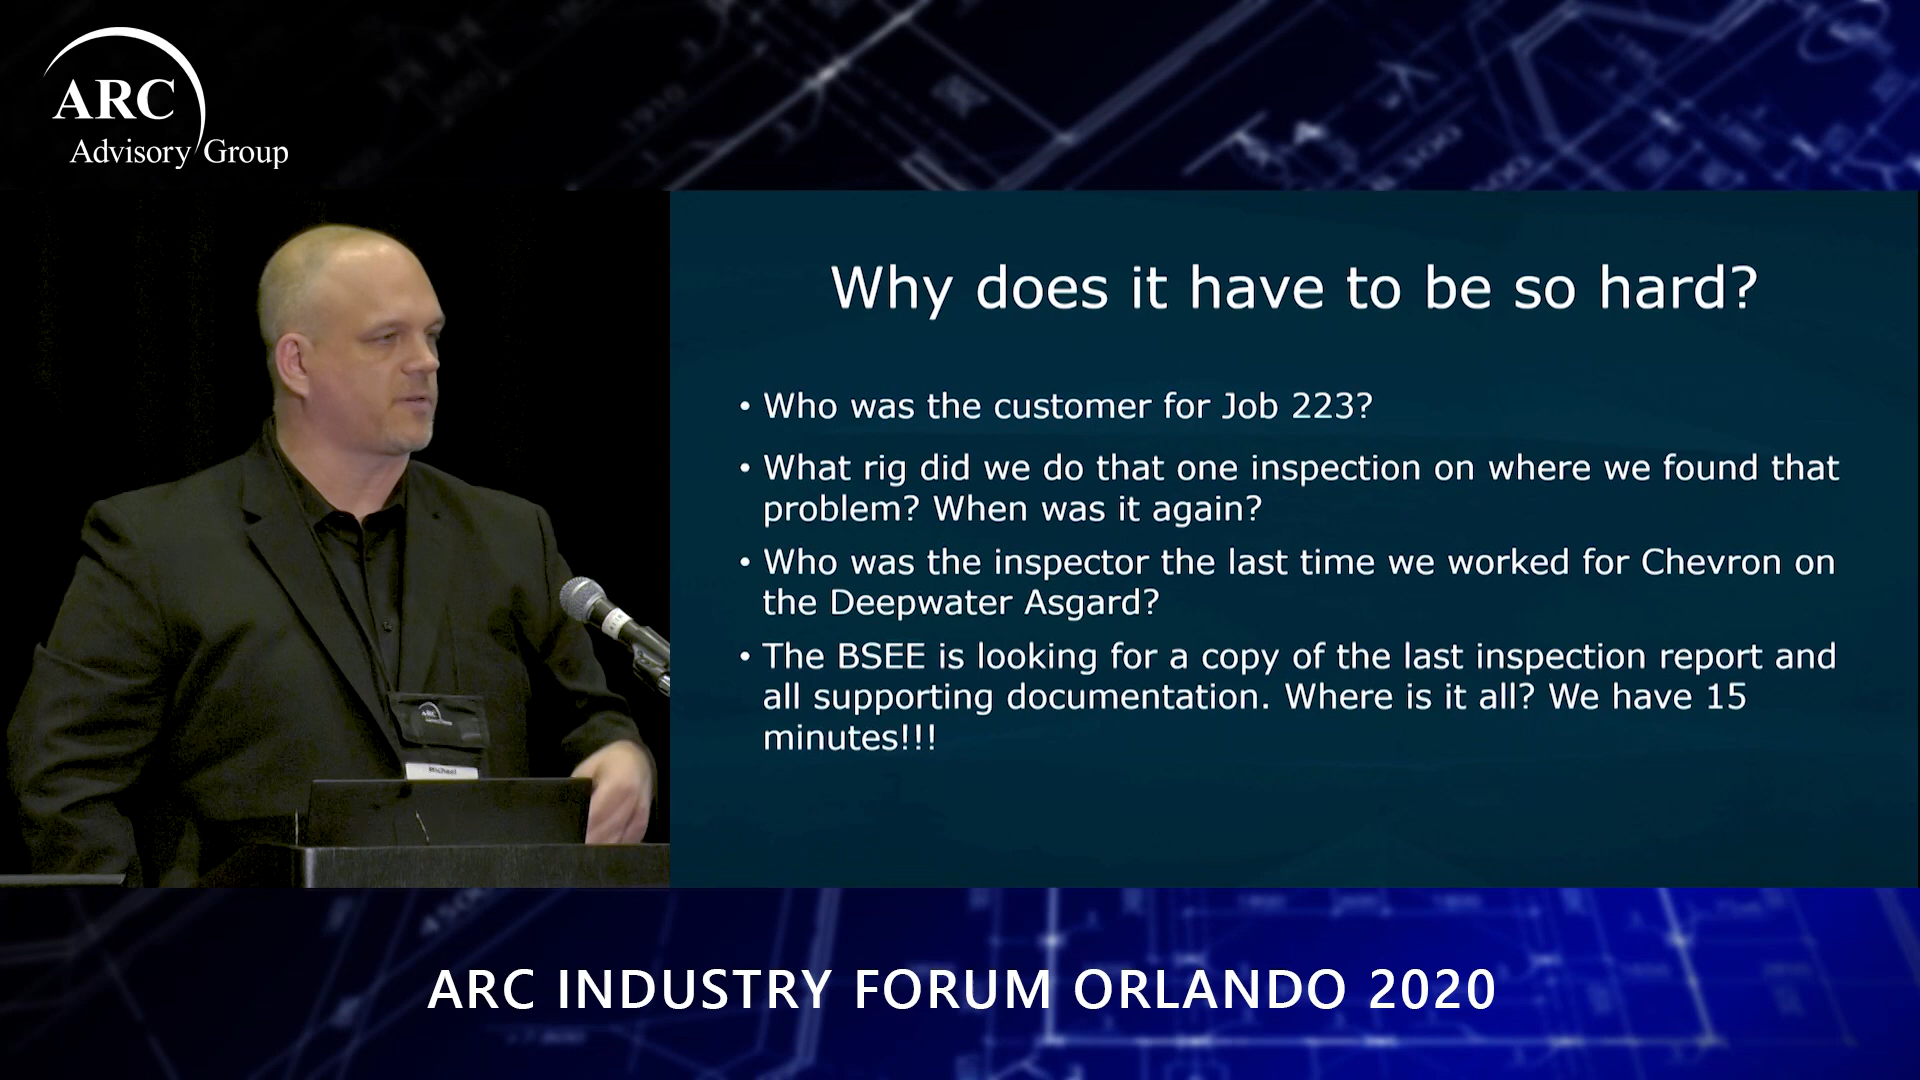 ARC
Advisory Group
Why does it have to be so hard?
• Who was the customer for Job 223?
• What rig did we do that one inspection on where we found that
problem? When was it again?
• Who was the inspector the last time we worked for Chevron on
the Deepwater Asgard?
• The BSEE is looking for a copy of the last inspection report and
all supporting documentation. Where is it all? We have 15
minutes!!!
ARC
Michael
ARC INDUSTRY FORUM ORLANDO 2020